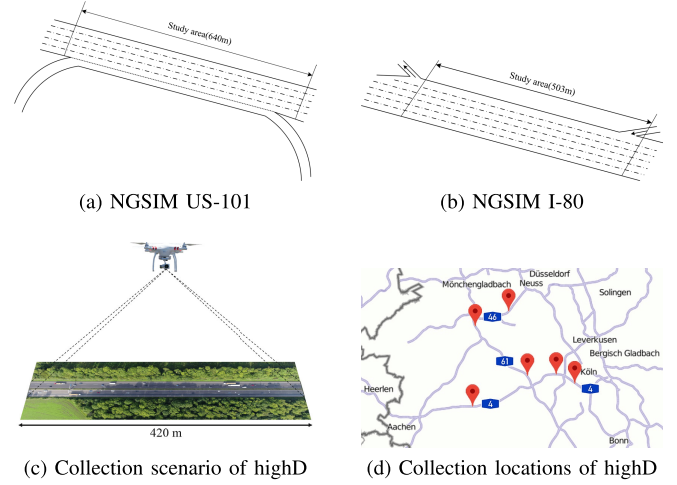 Study area(640m)
Study area(503m)
(a) NGSIM US-101
(b) NGSIM I-80
420 m
Düsseldorf
Mönchengladbach
Neuss
Solingen
46
Leverkusen
Bergisch Gladbach
61
Köln
Heerlen
4
4
Aachen
Bonn
(c) Collection scenario of highD
(d) Collection locations of highD